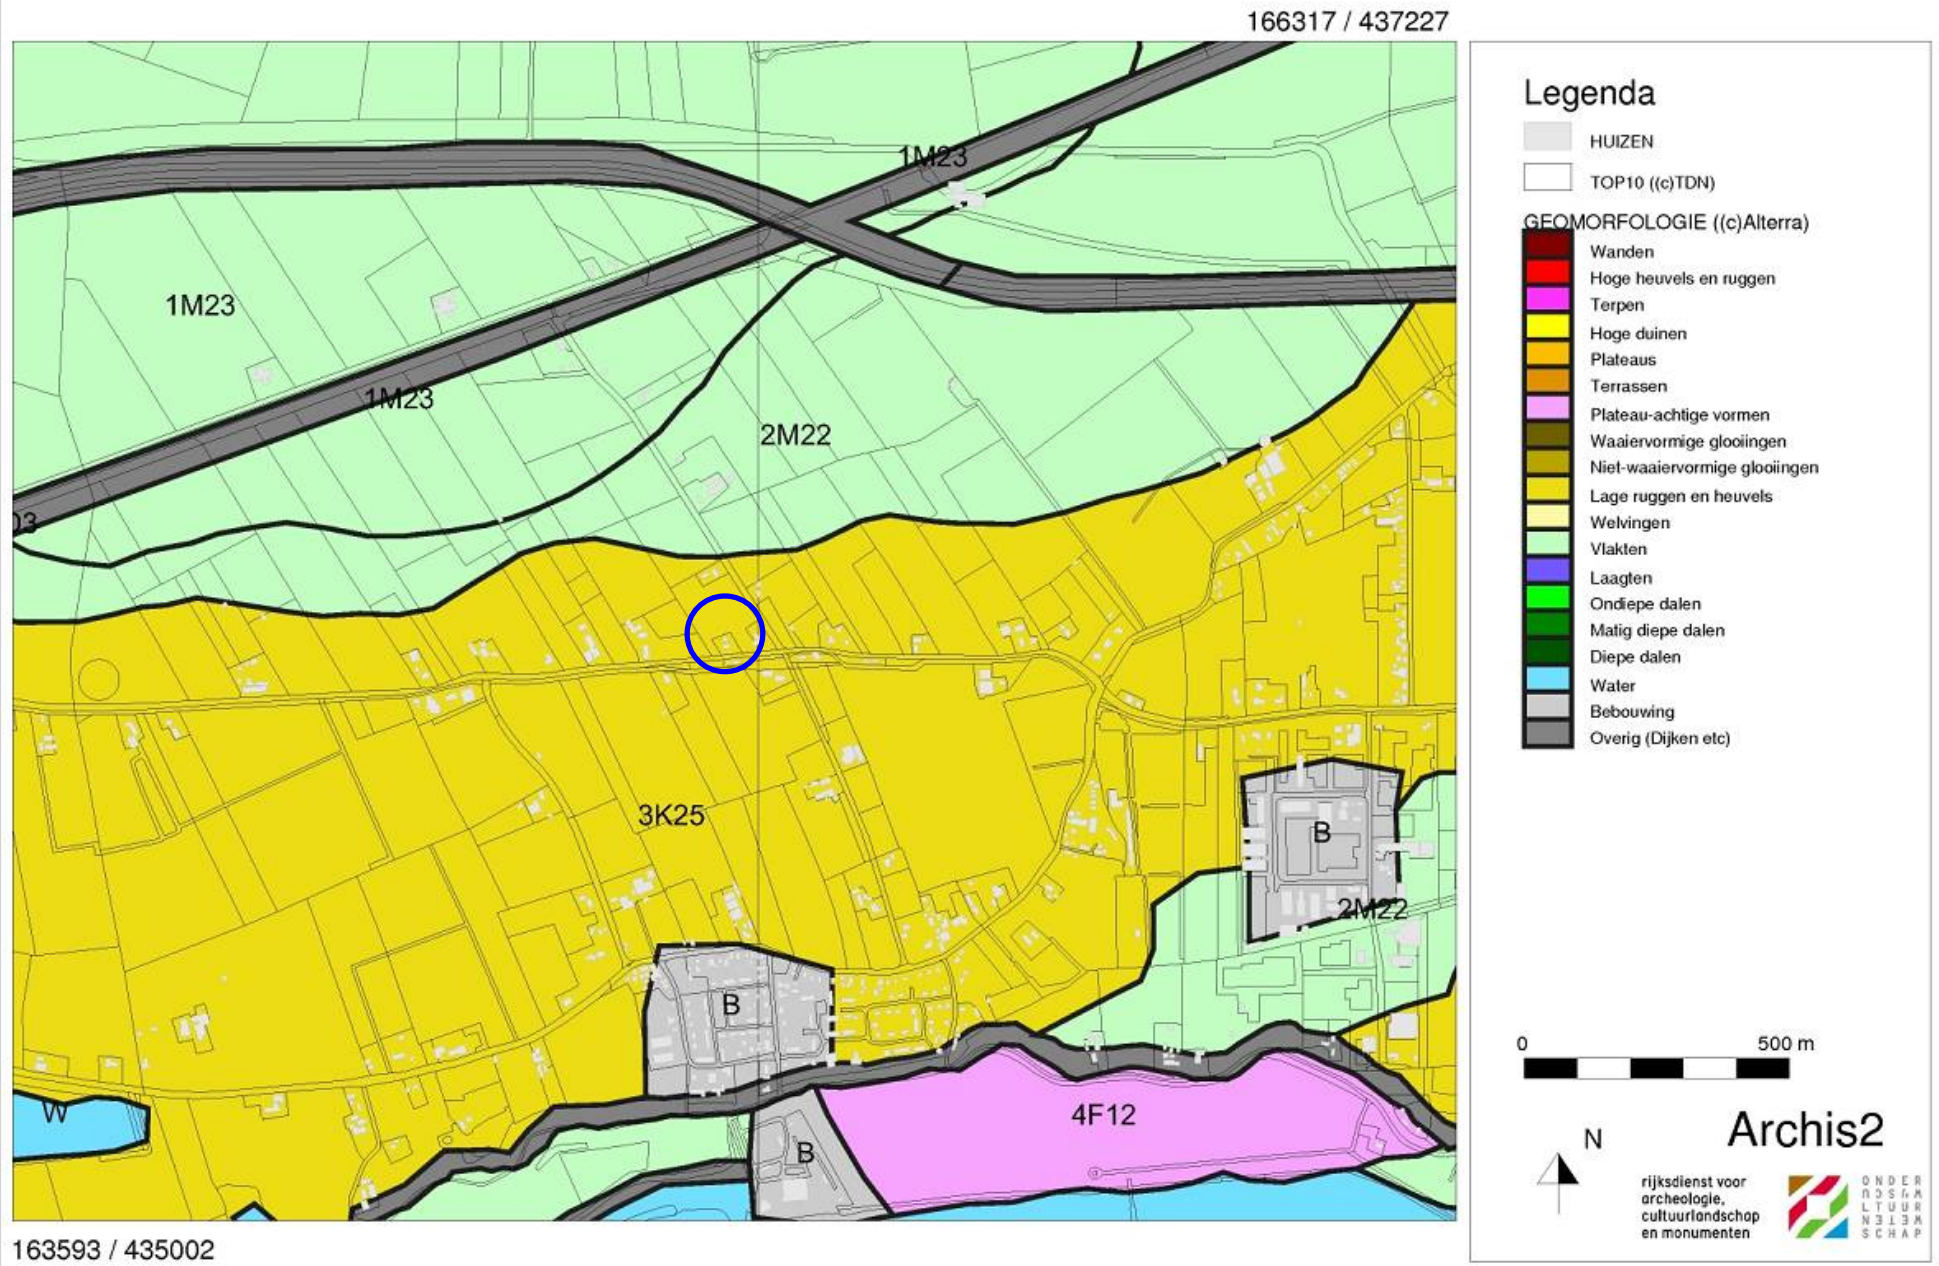 166317 / 437227
1M23
1M23
1M23
2M22
03
3K25
B
2M22
B
W
4F12
B
163593 / 435002
Legenda
HUIZEN
TOP10 ((c)TDN)
GEOMORFOLOGIE ((c)Alterra)
Wanden
Hoge heuvels en ruggen
Terpen
Hoge duinen
Plateaus
Terrassen
Plateau-achtige vormen
Waaiervormige glooiingen
Niet-waaiervormige glooiingen
Lage ruggen en heuvels
Welvingen
Vlakten
Laagten
Ondiepe dalen
Matig diepe dalen
Diepe dalen
Water
Bebouwing
Overig (Dijken etc)
0 500 m
N
Archis2
rijksdienst voor
archeologie,
cultuurlandschap
en monumenten
ONDER